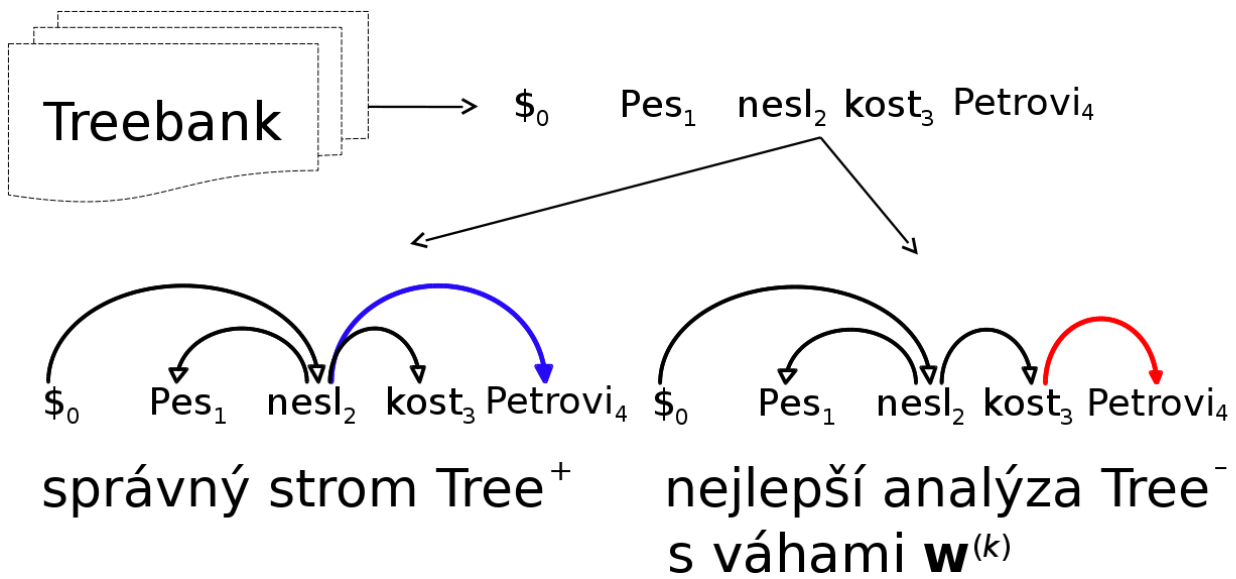 Treebank
$₀ Pes₁ nesl₂ kost₃ Petrovi₄
$₀ Pes₁ nesl₂ kost₃ Petrovi₄
$₀ Pes₁ nesl₂ kost₃ Petrovi₄
správný strom Tree⁺
nejlepší analýza Tree⁻
s váhami w⁽ᵏ⁾